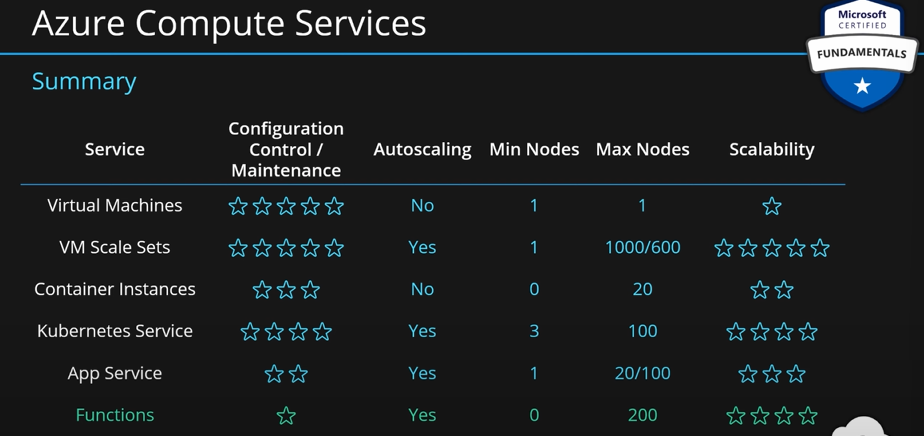 Azure Compute Services
Microsoft
CERTIFIED
FUNDAMENTALS
Summary
Service Configuration Control / Maintenance Autoscaling Min Nodes Max Nodes Scalability
Virtual Machines ☆☆☆☆☆ No 1 1 ☆
VM Scale Sets ☆☆☆☆☆ Yes 1 1000/600 ☆☆☆☆☆
Container Instances ☆☆☆ No 0 20 ☆☆
Kubernetes Service ☆☆☆☆ Yes 3 100 ☆☆☆☆
App Service ☆☆ Yes 1 20/100 ☆☆☆
Functions ☆ Yes 0 200 ☆☆☆☆